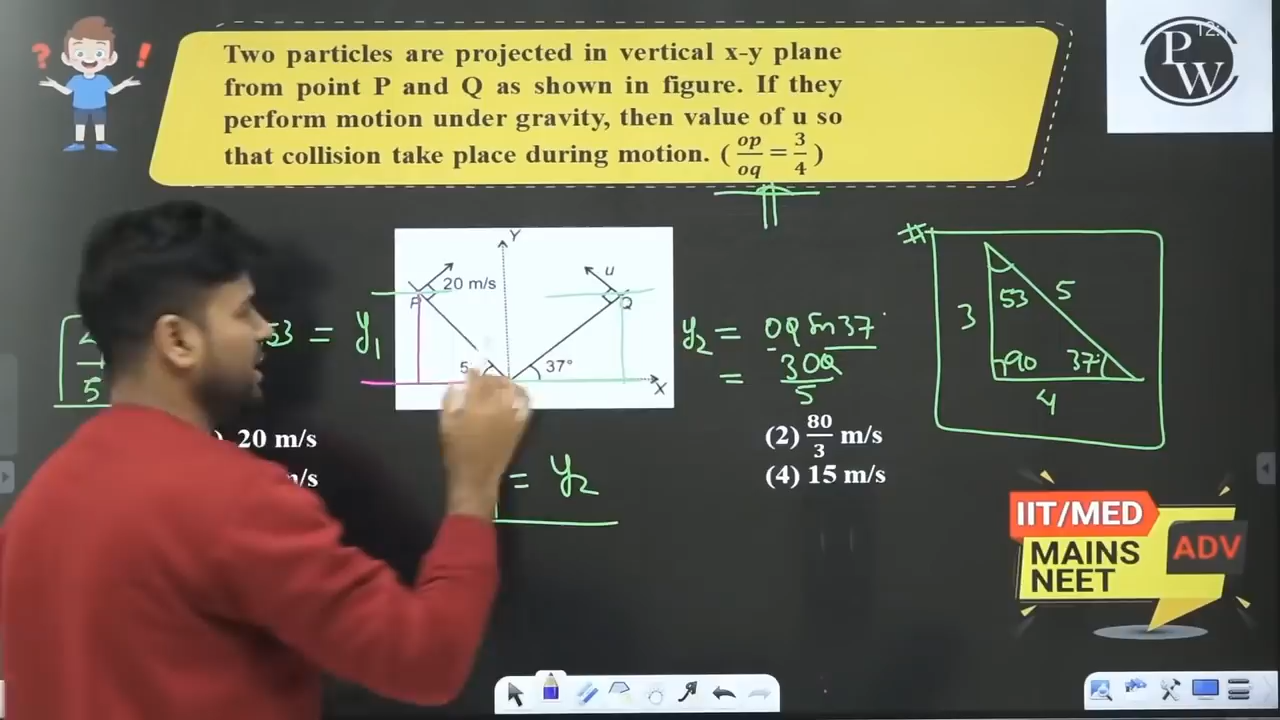 Two particles are projected in vertical x-y plane
from point P and Q as shown in figure. If they
perform motion under gravity, then value of u so
that collision take place during motion. ( op/oq = 3/4 )
PW
Y
20 m/s
u
P
Q
37°
X
53 = y₁
5
y₂ = OQ Sin 37°
= 3OQ/5
3
53
5
90
37
4
20 m/s
(2) 80/3 m/s
(4) 15 m/s
= y₂
IIT/MED
MAINS
NEET
ADV